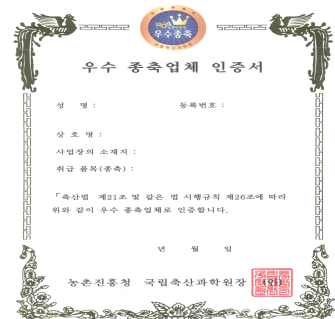 RDA
우수종축
우수 종축업체 인증서
성 명 : 등록번호 :
상 호 명 :
사업장의 소재지 :
취급 품목(종축) :
「축산법 제21조 및 같은 법 시행규칙 제26조에 따라
위와 같이 우수 종축업체로 인증합니다.
년 월 일
농촌진흥청 국립축산과학원장 (인)